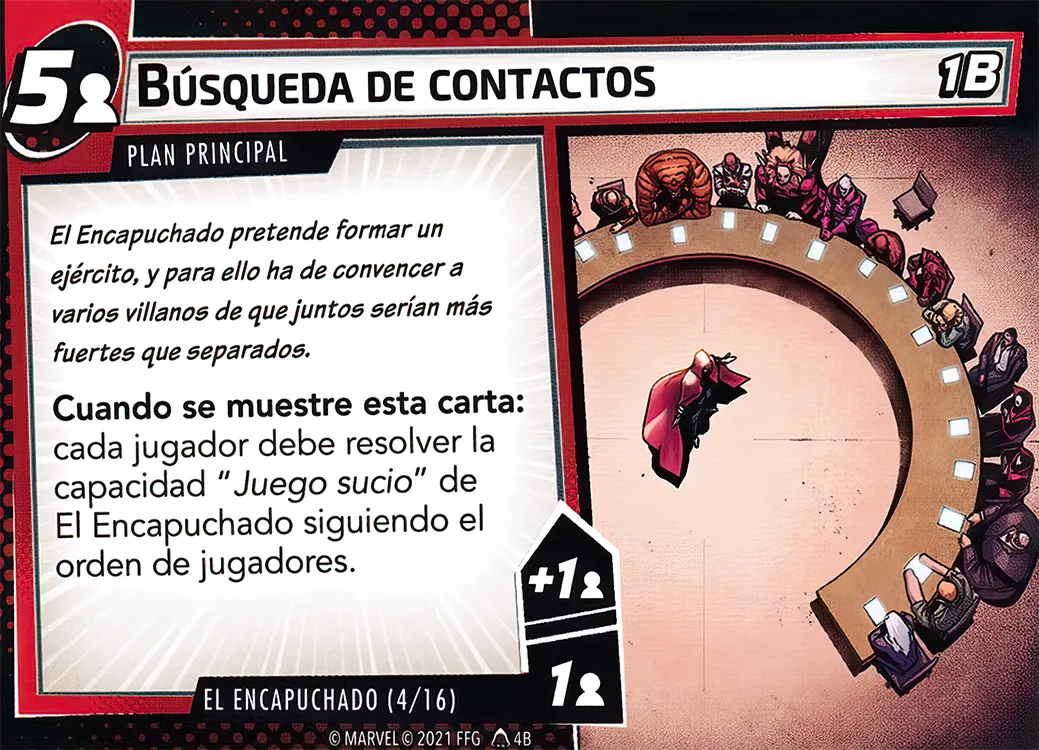 5
BÚSQUEDA DE CONTACTOS
1B
PLAN PRINCIPAL
El Encapuchado pretende formar un
ejército, y para ello ha de convencer a
varios villanos de que juntos serían más
fuertes que separados.
Cuando se muestre esta carta:
cada jugador debe resolver la
capacidad "Juego sucio" de
El Encapuchado siguiendo el
orden de jugadores.
+1
1
EL ENCAPUCHADO (4/16)
© MARVEL © 2021 FFG 4B